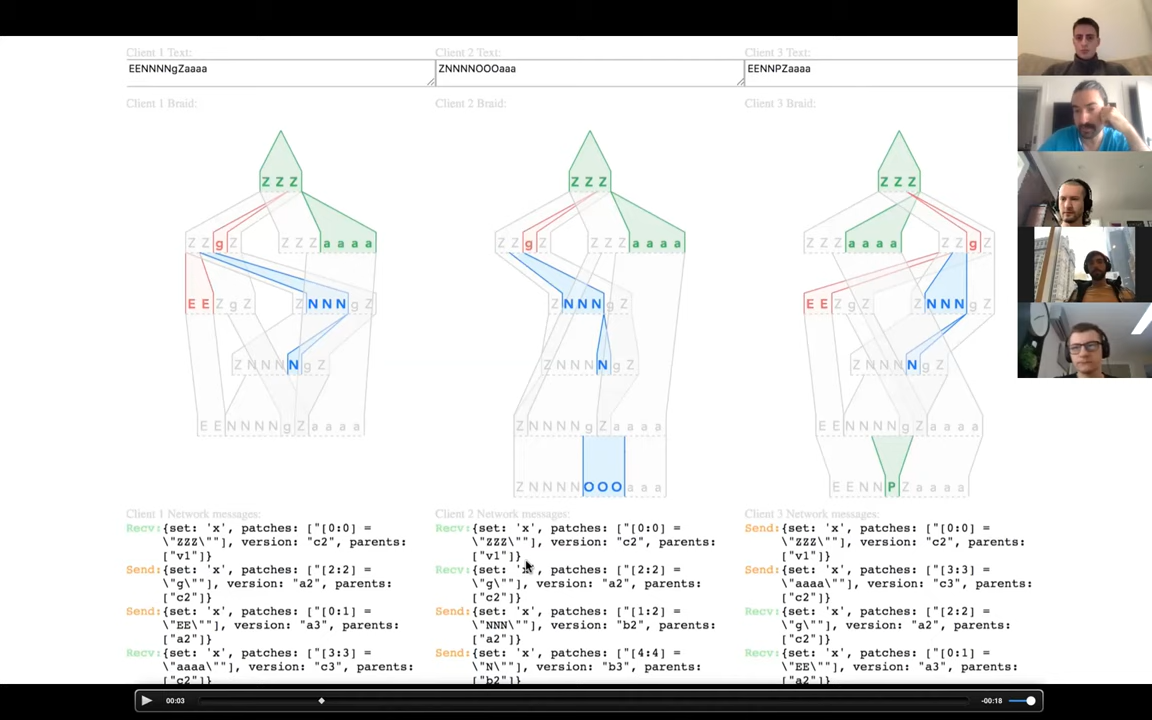 Client 1 Text:
Client 2 Text:
Client 3 Text:
EENNNNgZaaaa
ZNNNNOOOaaa
EENNPZaaaa
Client 1 Braid:
Client 2 Braid:
Client 3 Braid:
Z Z Z
Z Z Z
Z Z Z
Z Z g Z
Z Z Z a a a a
Z Z g Z
Z Z Z a a a a
Z Z Z a a a a
Z Z g Z
E E Z g Z
Z N N N g Z
Z N N N g Z
E E Z g Z
Z N N N g Z
Z N N N N g Z
Z N N N N g Z
Z N N N N g Z
E E N N N N g Z a a a a
Z N N N N g Z a a a a
E E N N N N g Z a a a a
Z N N N N O O O a a a
E E N N P Z a a a a
Client 1 Network messages:
Recv: {set: 'x', patches: ["[0:0] =
\"ZZZ\""], version: "c2", parents:
["v1"]}
Send: {set: 'x', patches: ["[2:2] =
\"g\""], version: "a2", parents:
["c2"]}
Send: {set: 'x', patches: ["[0:1] =
\"EE\""], version: "a3", parents:
["a2"]}
Recv: {set: 'x', patches: ["[3:3] =
\"aaaa\""], version: "c3", parents:
["c2"]}
Client 2 Network messages:
Recv: {set: 'x', patches: ["[0:0] =
\"ZZZ\""], version: "c2", parents:
["v1"]}
Recv: {set: 'x', patches: ["[2:2] =
\"g\""], version: "a2", parents:
["c2"]}
Send: {set: 'x', patches: ["[1:2] =
\"NNN\""], version: "b2", parents:
["a2"]}
Send: {set: 'x', patches: ["[4:4] =
\"N\""], version: "b3", parents:
["b2"]}
Client 3 Network messages:
Send: {set: 'x', patches: ["[0:0] =
\"ZZZ\""], version: "c2", parents:
["v1"]}
Send: {set: 'x', patches: ["[3:3] =
\"aaaa\""], version: "c3", parents:
["c2"]}
Recv: {set: 'x', patches: ["[2:2] =
\"g\""], version: "a2", parents:
["c2"]}
Recv: {set: 'x', patches: ["[0:1] =
\"EE\""], version: "a3", parents:
["a2"]}
00:03
-00:18